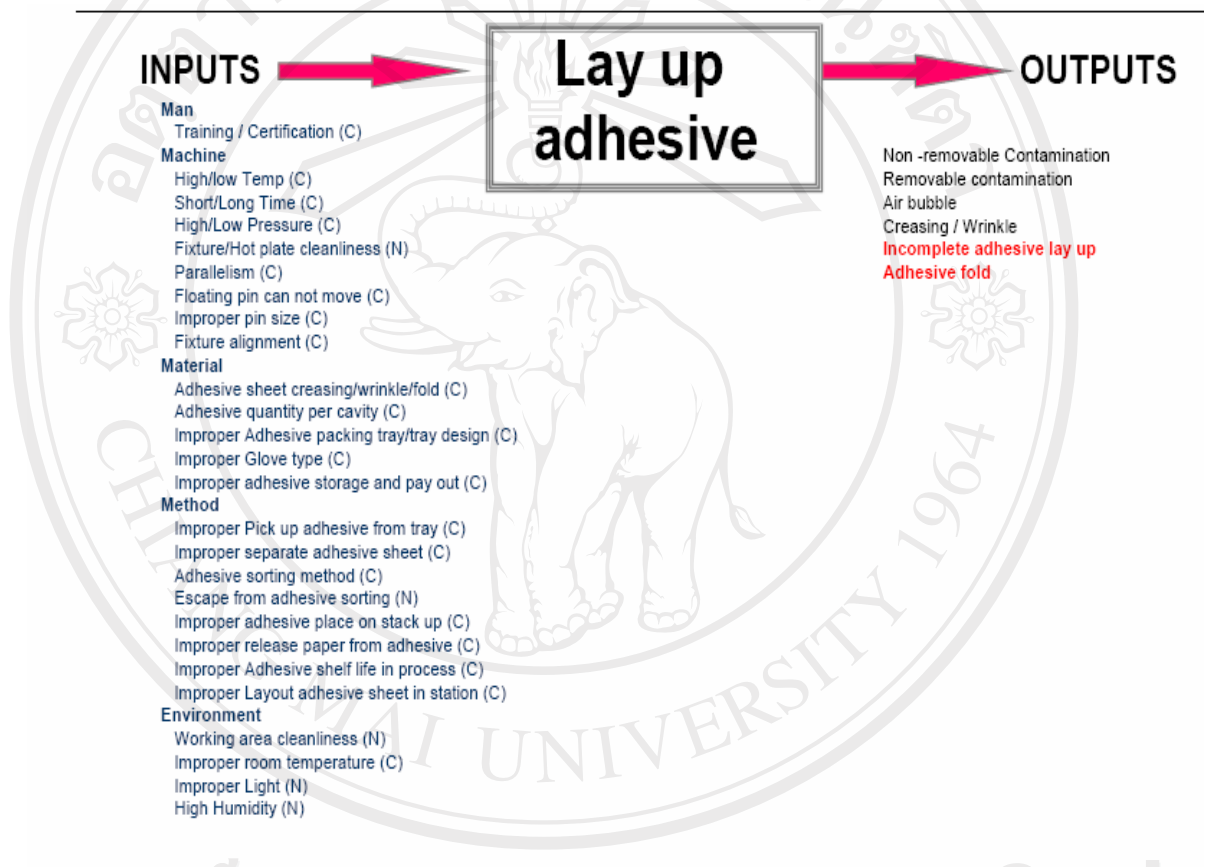 INPUTS
Lay up
adhesive
OUTPUTS
Man
Training / Certification (C)
Machine
High/low Temp (C)
Short/Long Time (C)
High/Low Pressure (C)
Fixture/Hot plate cleanliness (N)
Parallelism (C)
Floating pin can not move (C)
Improper pin size (C)
Fixture alignment (C)
Material
Adhesive sheet creasing/wrinkle/fold (C)
Adhesive quantity per cavity (C)
Improper Adhesive packing tray/tray design (C)
Improper Glove type (C)
Improper adhesive storage and pay out (C)
Method
Improper Pick up adhesive from tray (C)
Improper separate adhesive sheet (C)
Adhesive sorting method (C)
Escape from adhesive sorting (N)
Improper adhesive place on stack up (C)
Improper release paper from adhesive (C)
Improper Adhesive shelf life in process (C)
Improper Layout adhesive sheet in station (C)
Environment
Working area cleanliness (N)
Improper room temperature (C)
Improper Light (N)
High Humidity (N)
Non -removable Contamination
Removable contamination
Air bubble
Creasing / Wrinkle
Incomplete adhesive lay up
Adhesive fold
CHIANG MAI UNIVERSITY 1964